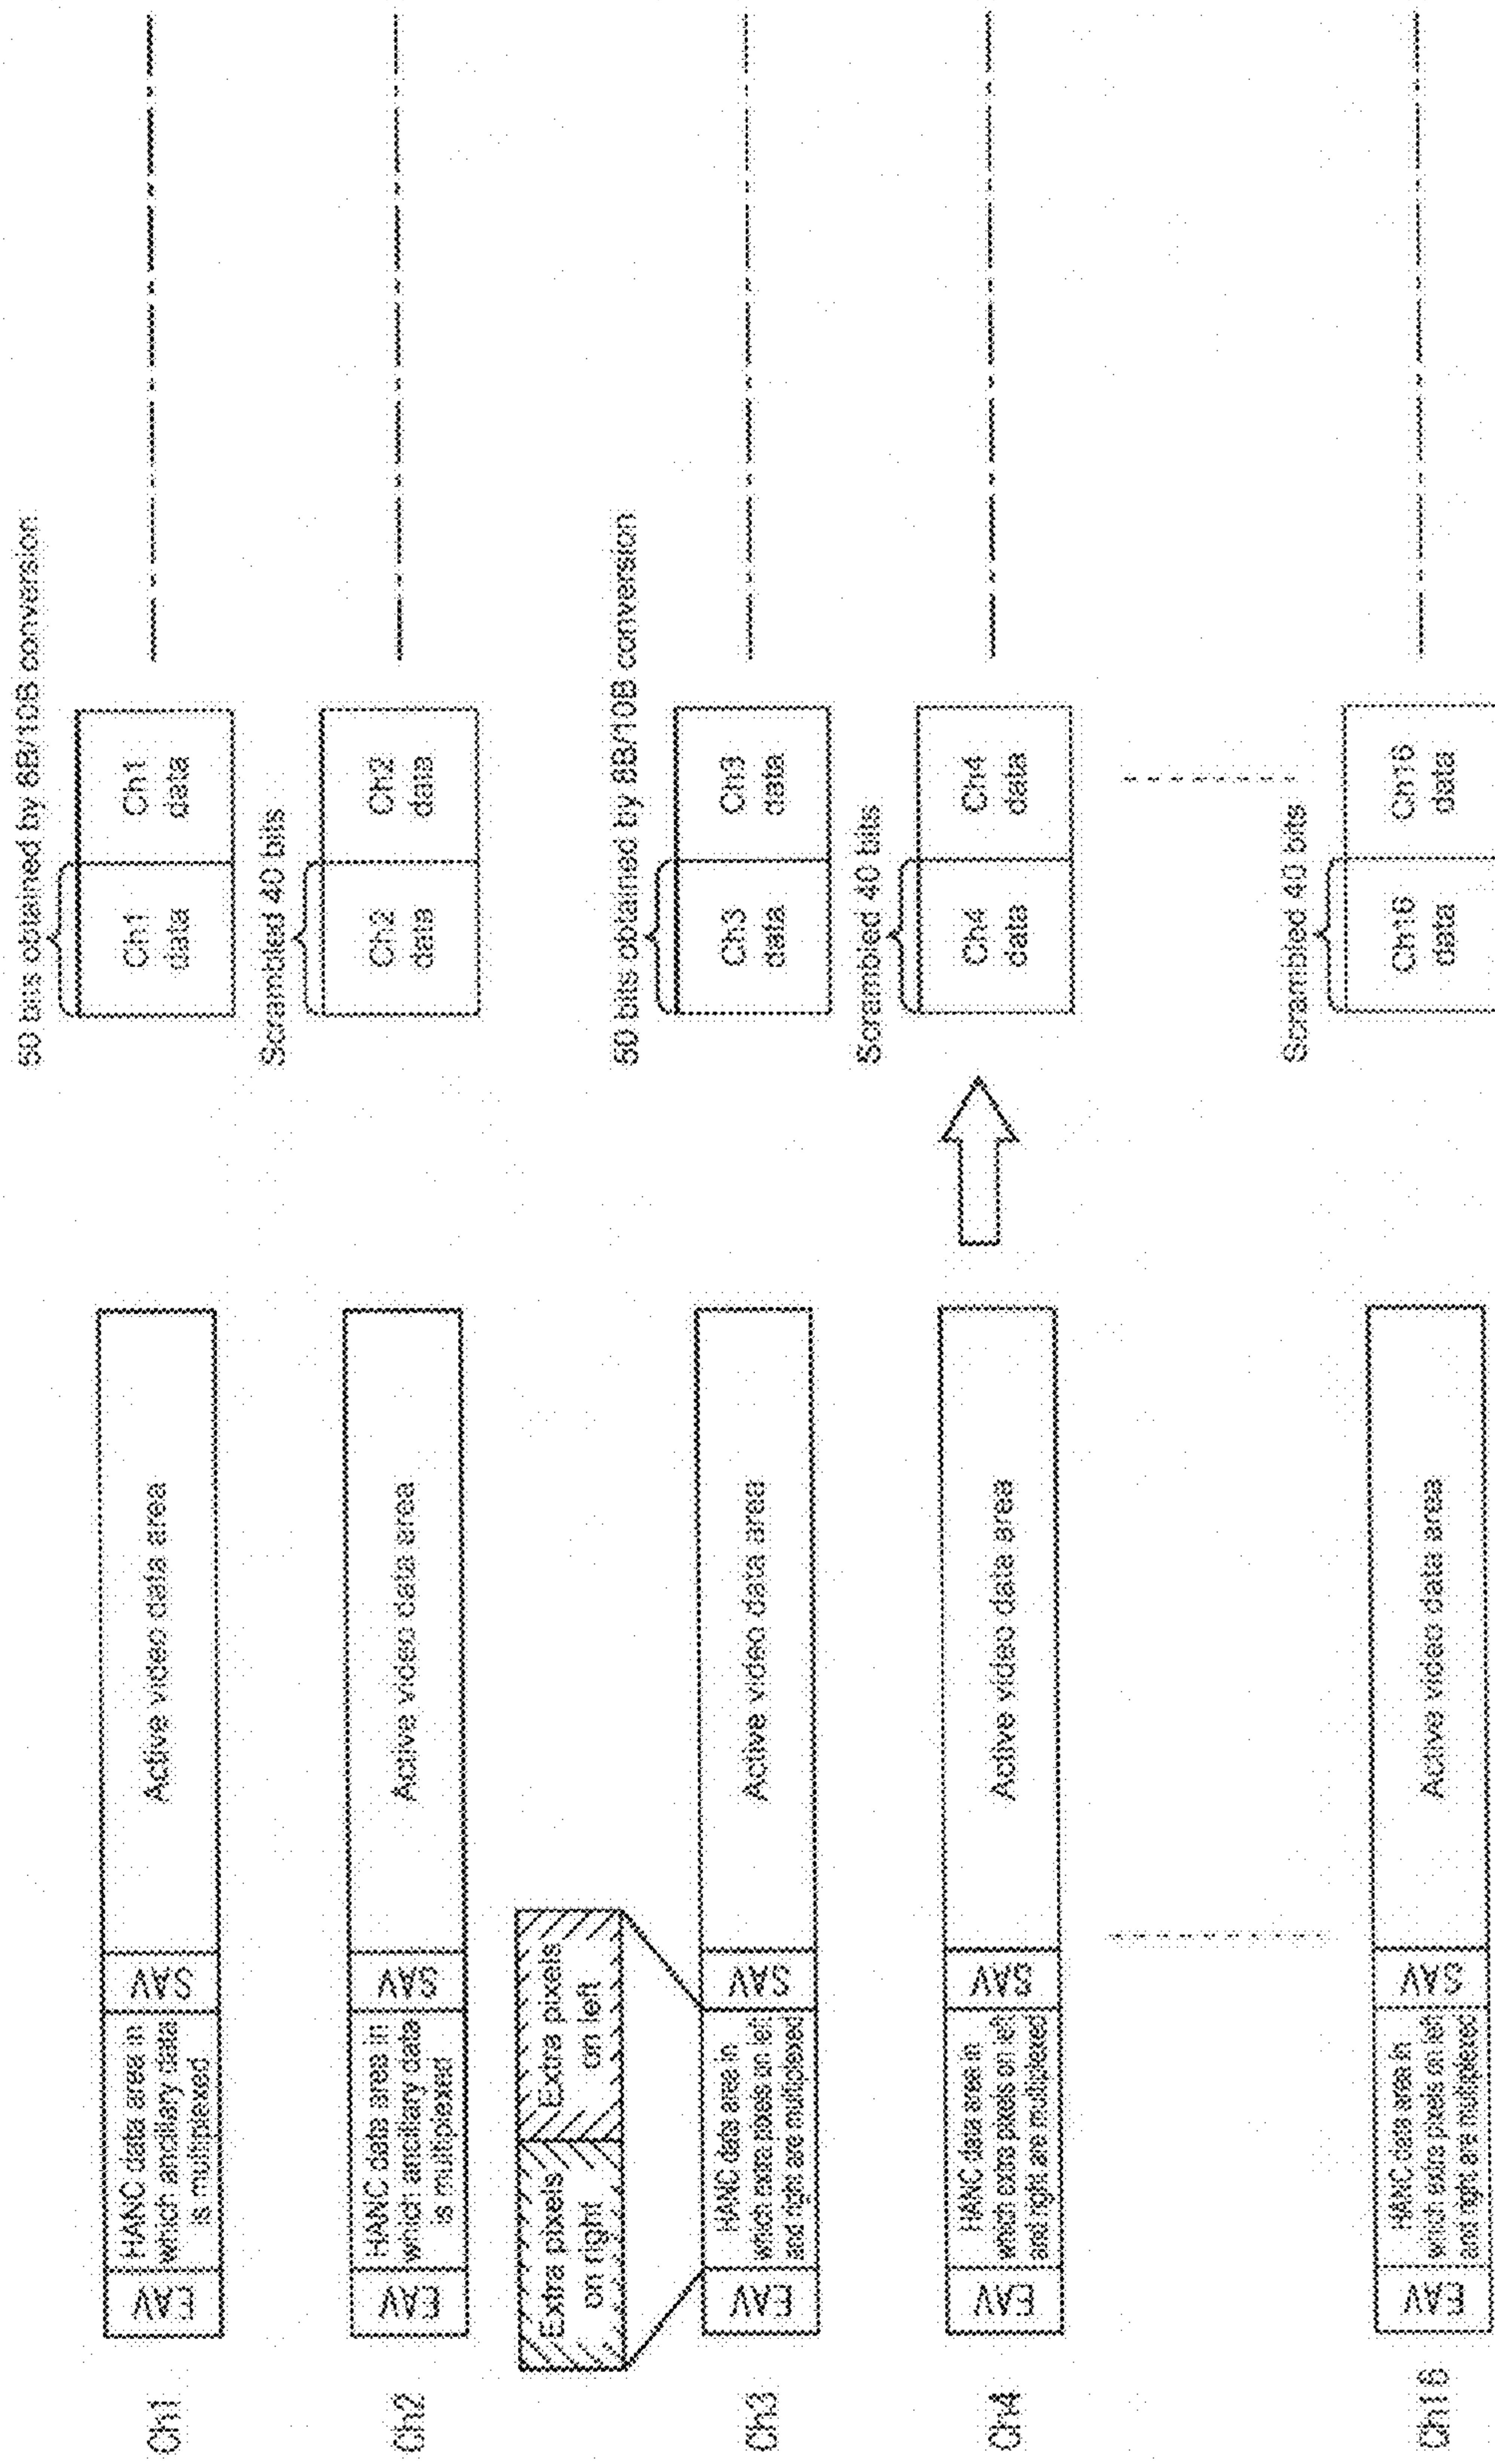 Ch1
EAV
HANC data area in
which ancillary data
is multiplexed
SAV
Active video data area
50 bits obtained by 8B/10B conversion
Ch1
data
Ch1
data
Ch2
EAV
HANC data area in
which ancillary data
is multiplexed
SAV
Active video data area
Scrambled 40 bits
Ch2
data
Ch2
data
Extra pixels
on right
Extra pixels
on left
Ch3
EAV
HANC data area in
which extra pixels on left
and right are multiplexed
SAV
Active video data area
50 bits obtained by 8B/10B conversion
Ch3
data
Ch3
data
Ch4
EAV
HANC data area in
which extra pixels on left
and right are multiplexed
SAV
Active video data area
Scrambled 40 bits
Ch4
data
Ch4
data
Ch16
EAV
HANC data area in
which extra pixels on left
and right are multiplexed
SAV
Active video data area
Scrambled 40 bits
Ch16
data
Ch16
data